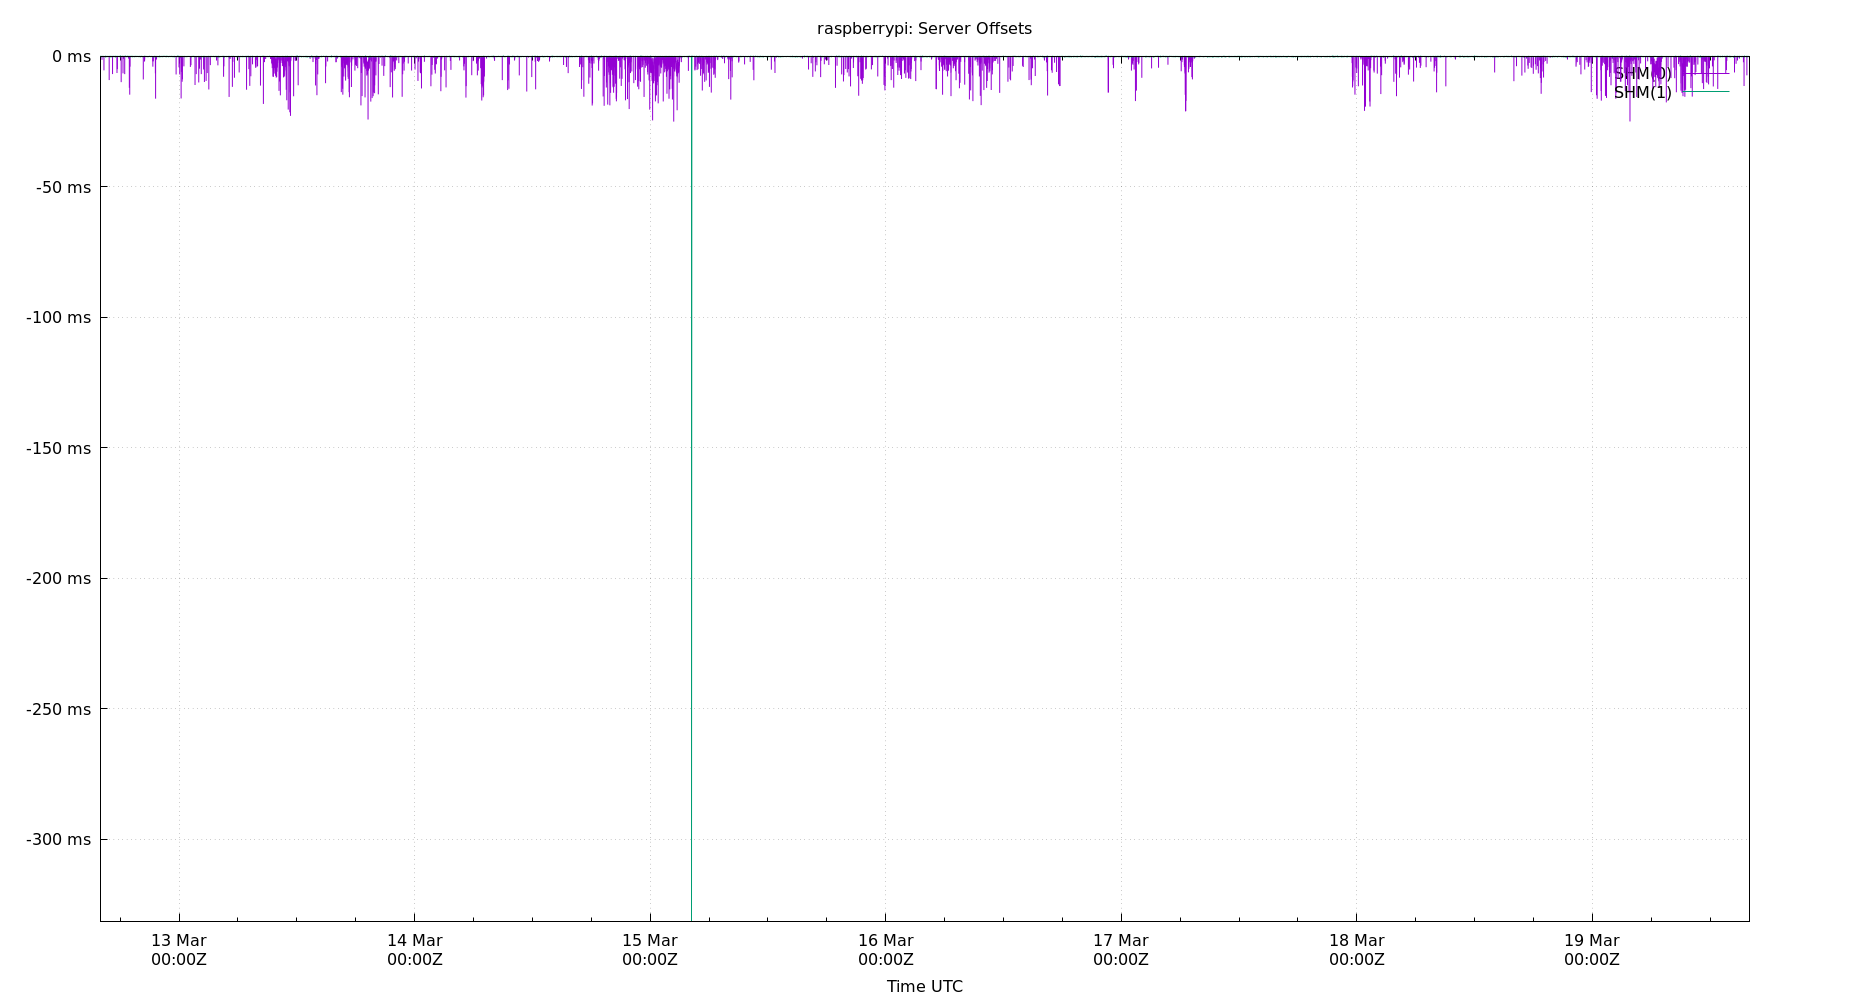 raspberrypi: Server Offsets
0 ms
SHM(0)
SHM(1)
-50 ms
-100 ms
-150 ms
-200 ms
-250 ms
-300 ms
13 Mar 14 Mar 15 Mar 16 Mar 17 Mar 18 Mar 19 Mar
00:00Z 00:00Z 00:00Z 00:00Z 00:00Z 00:00Z 00:00Z
Time UTC